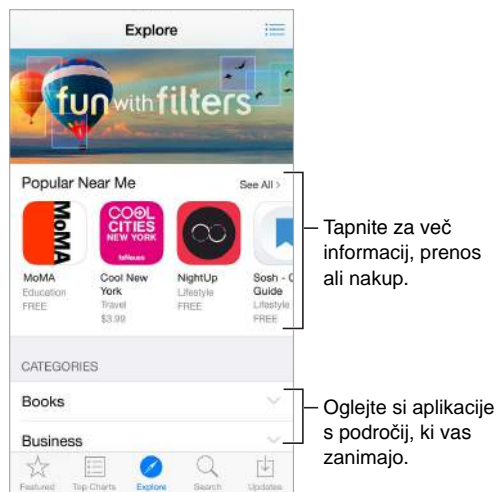 Explore
fun with filters
Popular Near Me
See All >
MoMA
COOL
CITIES
NEW YORK
MoMA
Education
FREE
Cool New
York
Travel
$3.99
NightUp
Lifestyle
FREE
Sosh - C
Guide
Lifestyle
FREE
Tapnite za več
informacij, prenos
ali nakup.
CATEGORIES
Books
Business
Oglejte si aplikacije
s področij, ki vas
zanimajo.
Featured
Top Charts
Explore
Search
Updates